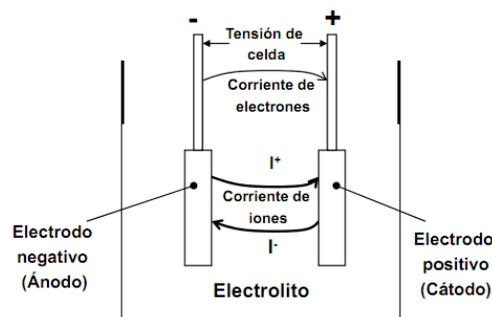 -
+
Tensión de
celda
Corriente de
electrones
I+
Corriente de
iones
I-
Electrodo
negativo
(Ánodo)
Electrodo
positivo
(Cátodo)
Electrolito